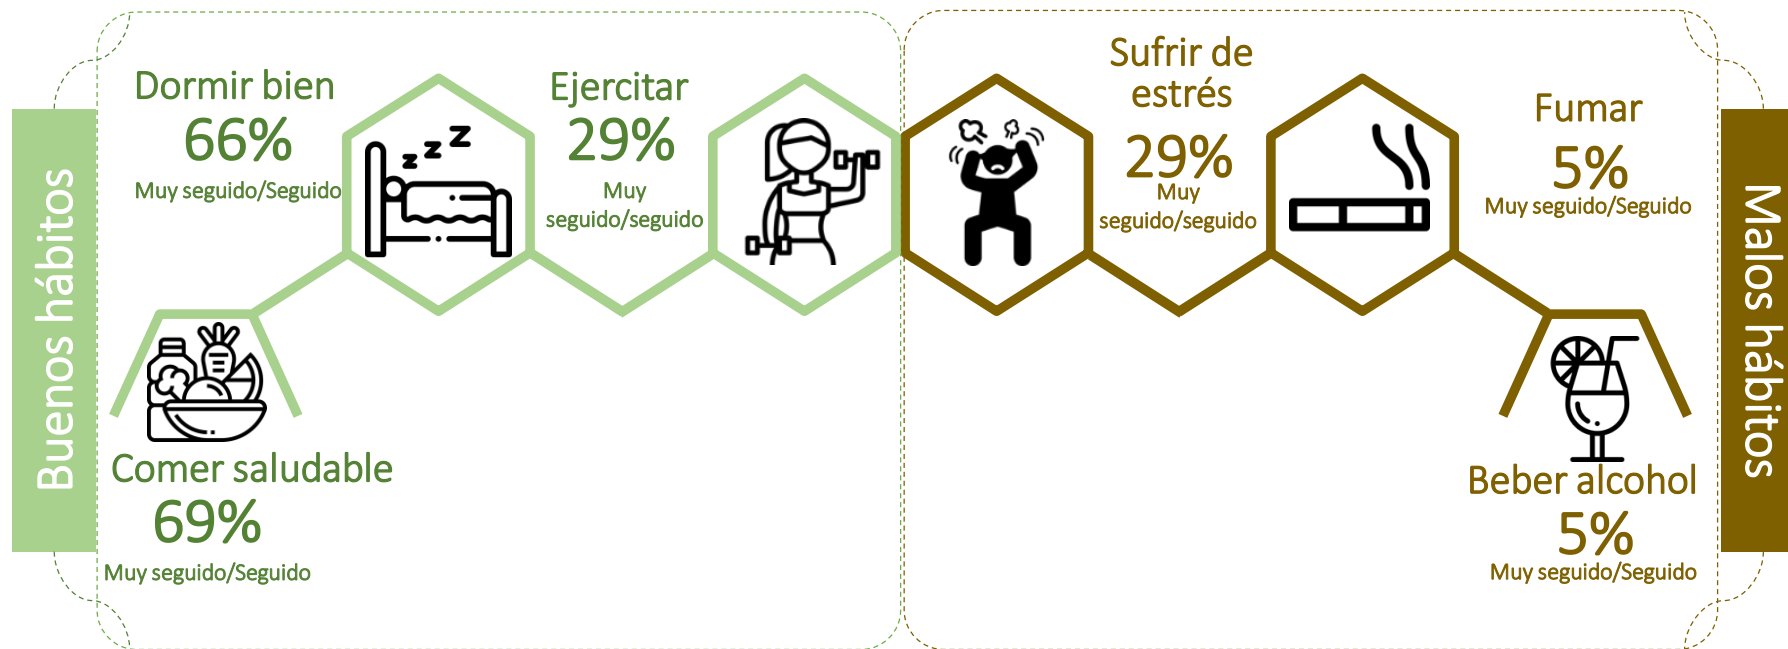 Buenos hábitos
Dormir bien
66%
Muy seguido/Seguido
Ejercitar
29%
Muy
seguido/seguido
Comer saludable
69%
Muy seguido/Seguido
Sufrir de
estrés
29%
Muy
seguido/seguido
Fumar
5%
Muy seguido/Seguido
Beber alcohol
5%
Muy seguido/Seguido
Malos hábitos